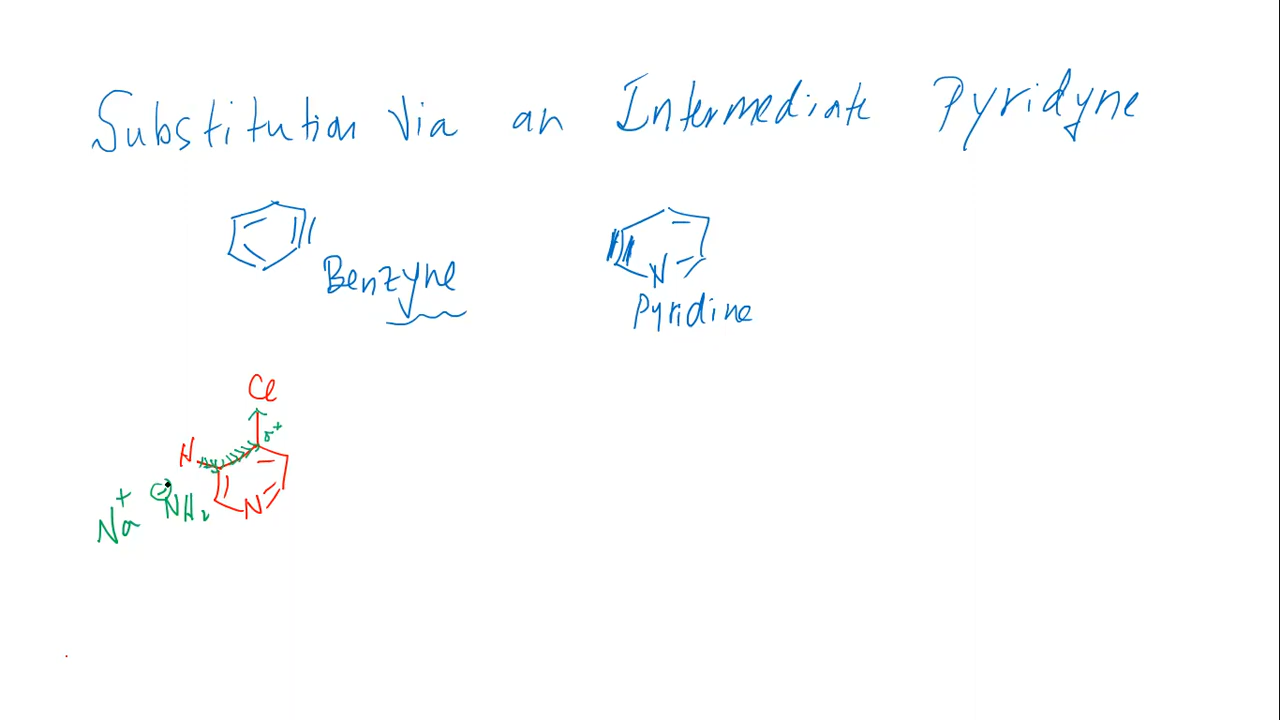 Substitution Via an Intermediate Pyridyne
Benzyne
N
Pyridine
Cl
δ+
H
N
Na+ ⊖NH2